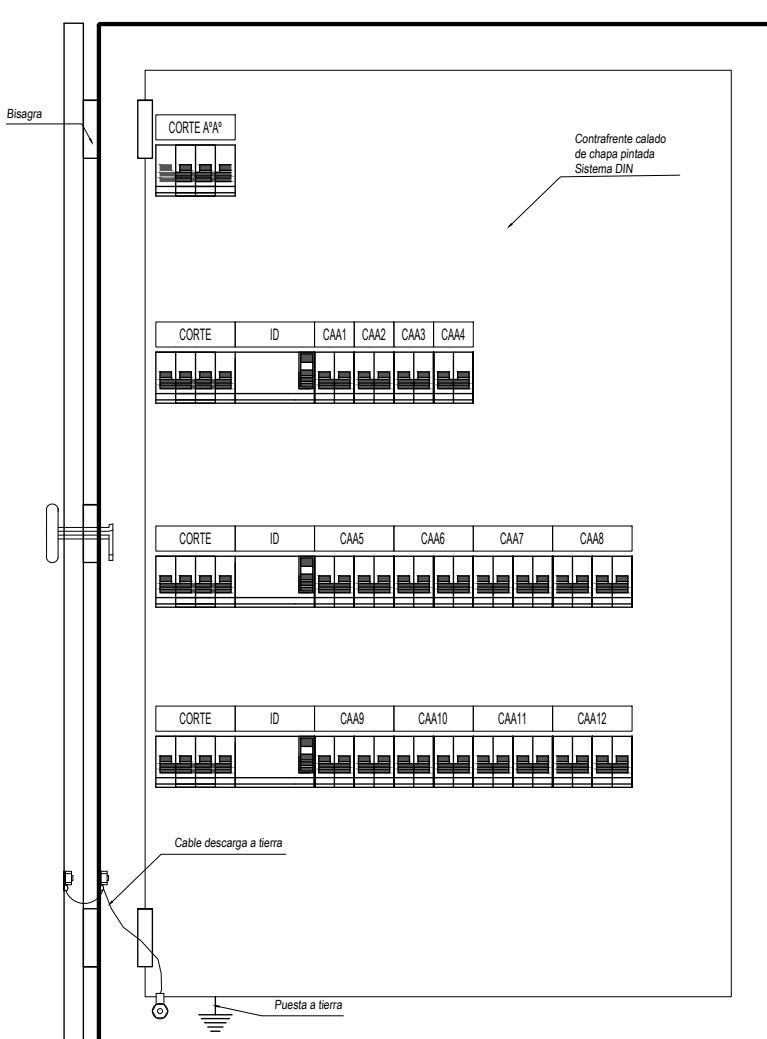 Bisagra
CORTE AºAº
Contrafrente calado
de chapa pintada
Sistema DIN
CORTE ID CAA1 CAA2 CAA3 CAA4
CORTE ID CAA5 CAA6 CAA7 CAA8
CORTE ID CAA9 CAA10 CAA11 CAA12
Cable descarga a tierra
Puesta a tierra